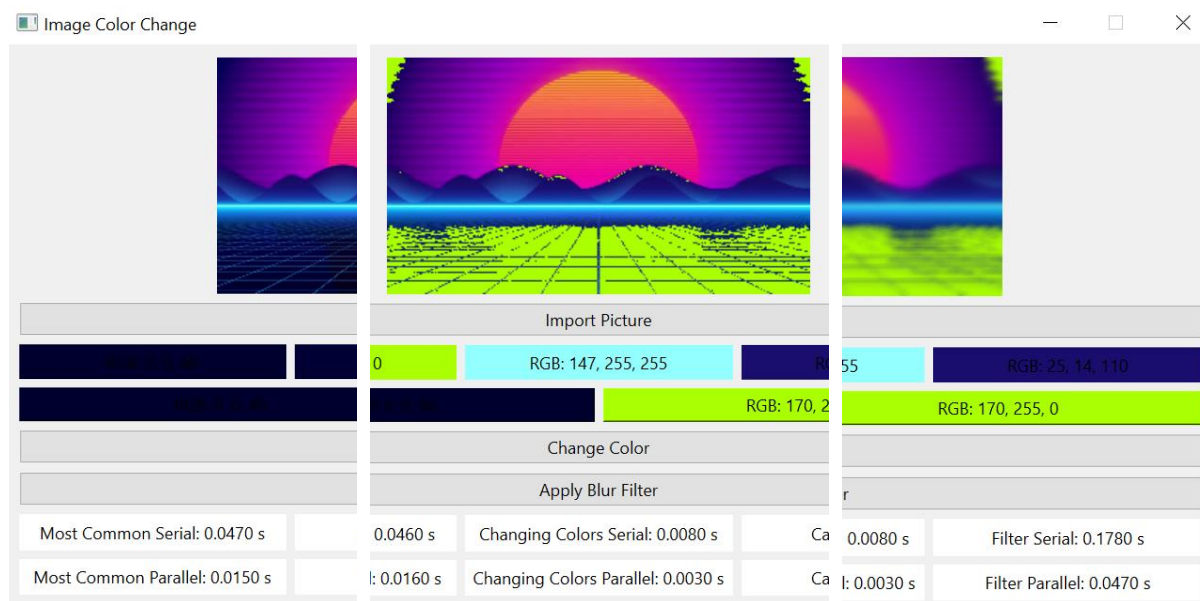 Image Color Change
Import Picture
0 RGB: 147, 255, 255 R 55 RGB: 25, 14, 110
RGB: 170, 2 RGB: 170, 255, 0
Change Color
Apply Blur Filter r
Most Common Serial: 0.0470 s 0.0460 s Changing Colors Serial: 0.0080 s Ca 0.0080 s Filter Serial: 0.1780 s
Most Common Parallel: 0.0150 s l: 0.0160 s Changing Colors Parallel: 0.0030 s Ca l: 0.0030 s Filter Parallel: 0.0470 s